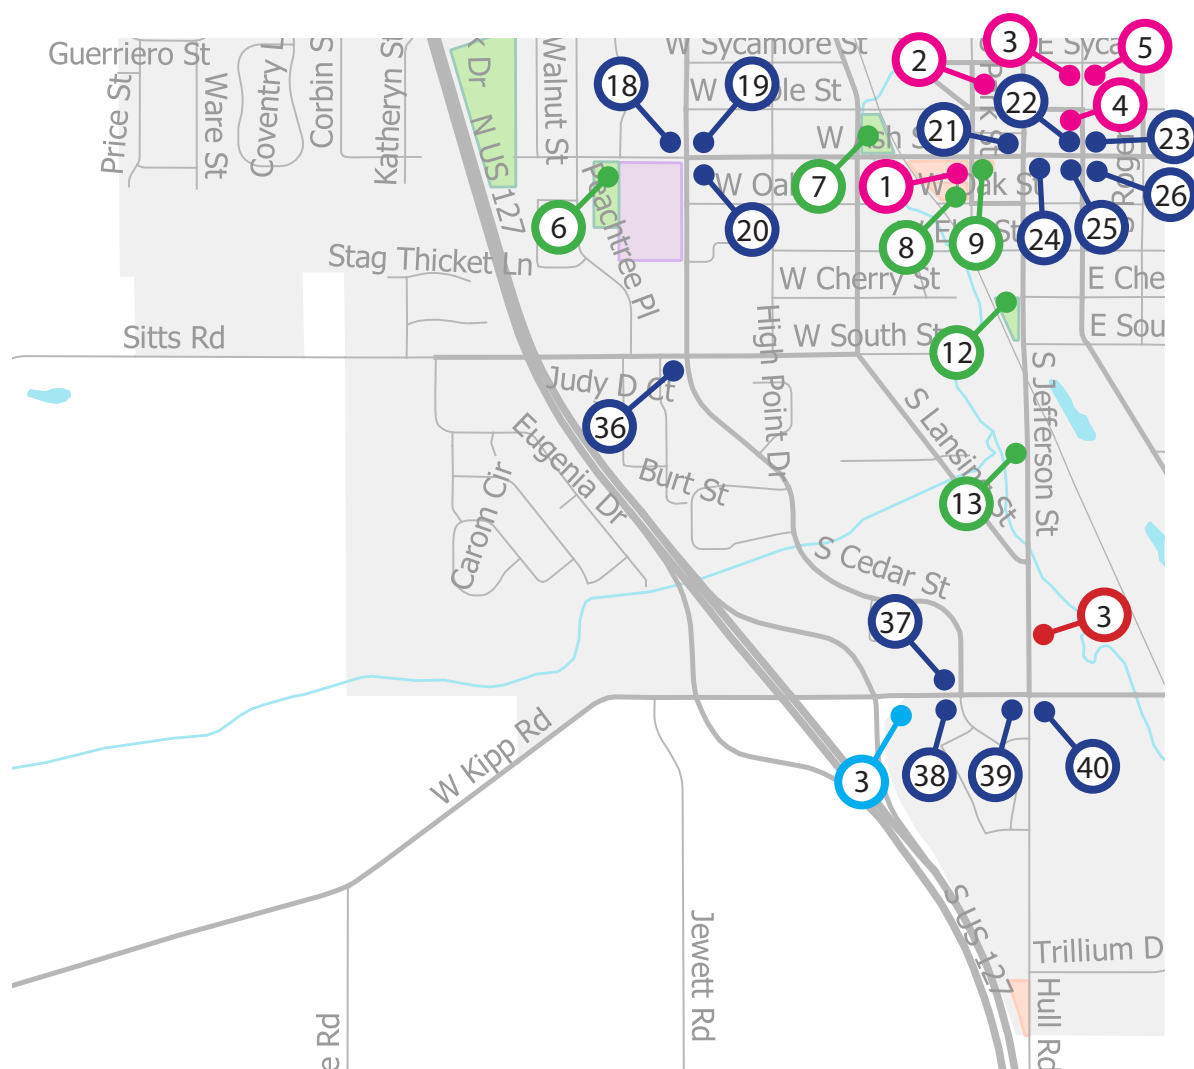 Guerriero St
Price St
Ware St
Coventry L
Corbin S
Katheryn St
k Dr
N US 127
Walnut St
W Sycamore St
E Syca
W
ple St
W
sh S
W Oa
W
Oak St
El
St
S Roger
Peachtree Pl
Stag Thicket Ln
W Cherry St
E Che
Sitts Rd
W South St
E Sou
High Point Dr
Judy D Ct
Eugenia Dr
Burt St
Carom Cir
S Lansing St
S Jefferson St
S Cedar St
W Kipp Rd
Jewett Rd
S US 127
Trillium D
Hull Rd
e Rd
2
3
5
18
19
22
4
21
23
7
1
26
6
20
8
9
24
25
12
36
13
37
3
3
38
39
40